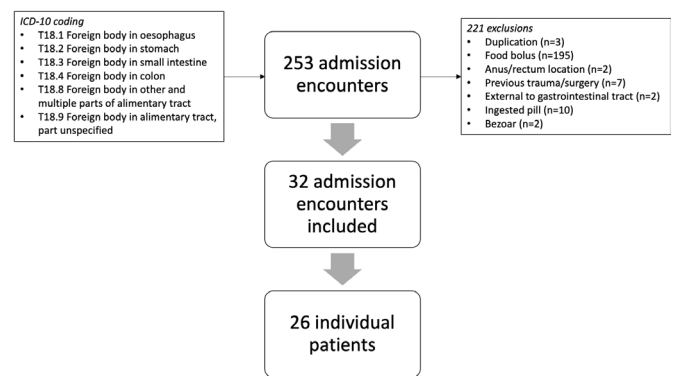 ICD-10 coding
• T18.1 Foreign body in oesophagus
• T18.2 Foreign body in stomach
• T18.3 Foreign body in small intestine
• T18.4 Foreign body in colon
• T18.8 Foreign body in other and
multiple parts of alimentary tract
• T18.9 Foreign body in alimentary tract,
part unspecified
253 admission
encounters
221 exclusions
• Duplication (n=3)
• Food bolus (n=195)
• Anus/rectum location (n=2)
• Previous trauma/surgery (n=7)
• External to gastrointestinal tract (n=2)
• Ingested pill (n=10)
• Bezoar (n=2)
32 admission
encounters
included
26 individual
patients